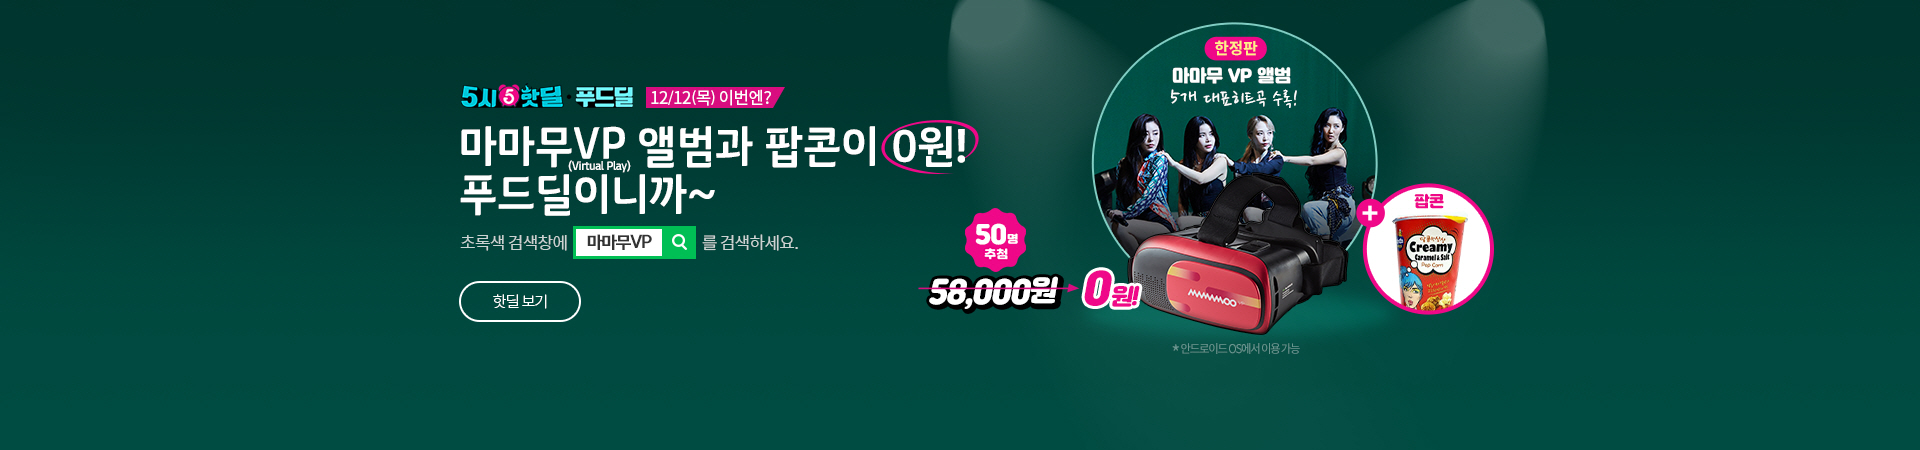 5시 5 핫딜 · 푸드딜 12/12(목) 이번엔?
마마무VP 앨범과 팝콘이 0원!
(Virtual Play)
푸드딜이니까~
초록색 검색창에 마마무VP 를 검색하세요.
핫딜 보기
한정판
마마무 VP 앨범
5개 대표히트곡 수록!
50명
추첨
58,000원 0원!
MAMAMOO
+
팝콘
Creamy
Caramel & Salt
Pop Corn
* 안드로이드 OS에서 이용 가능